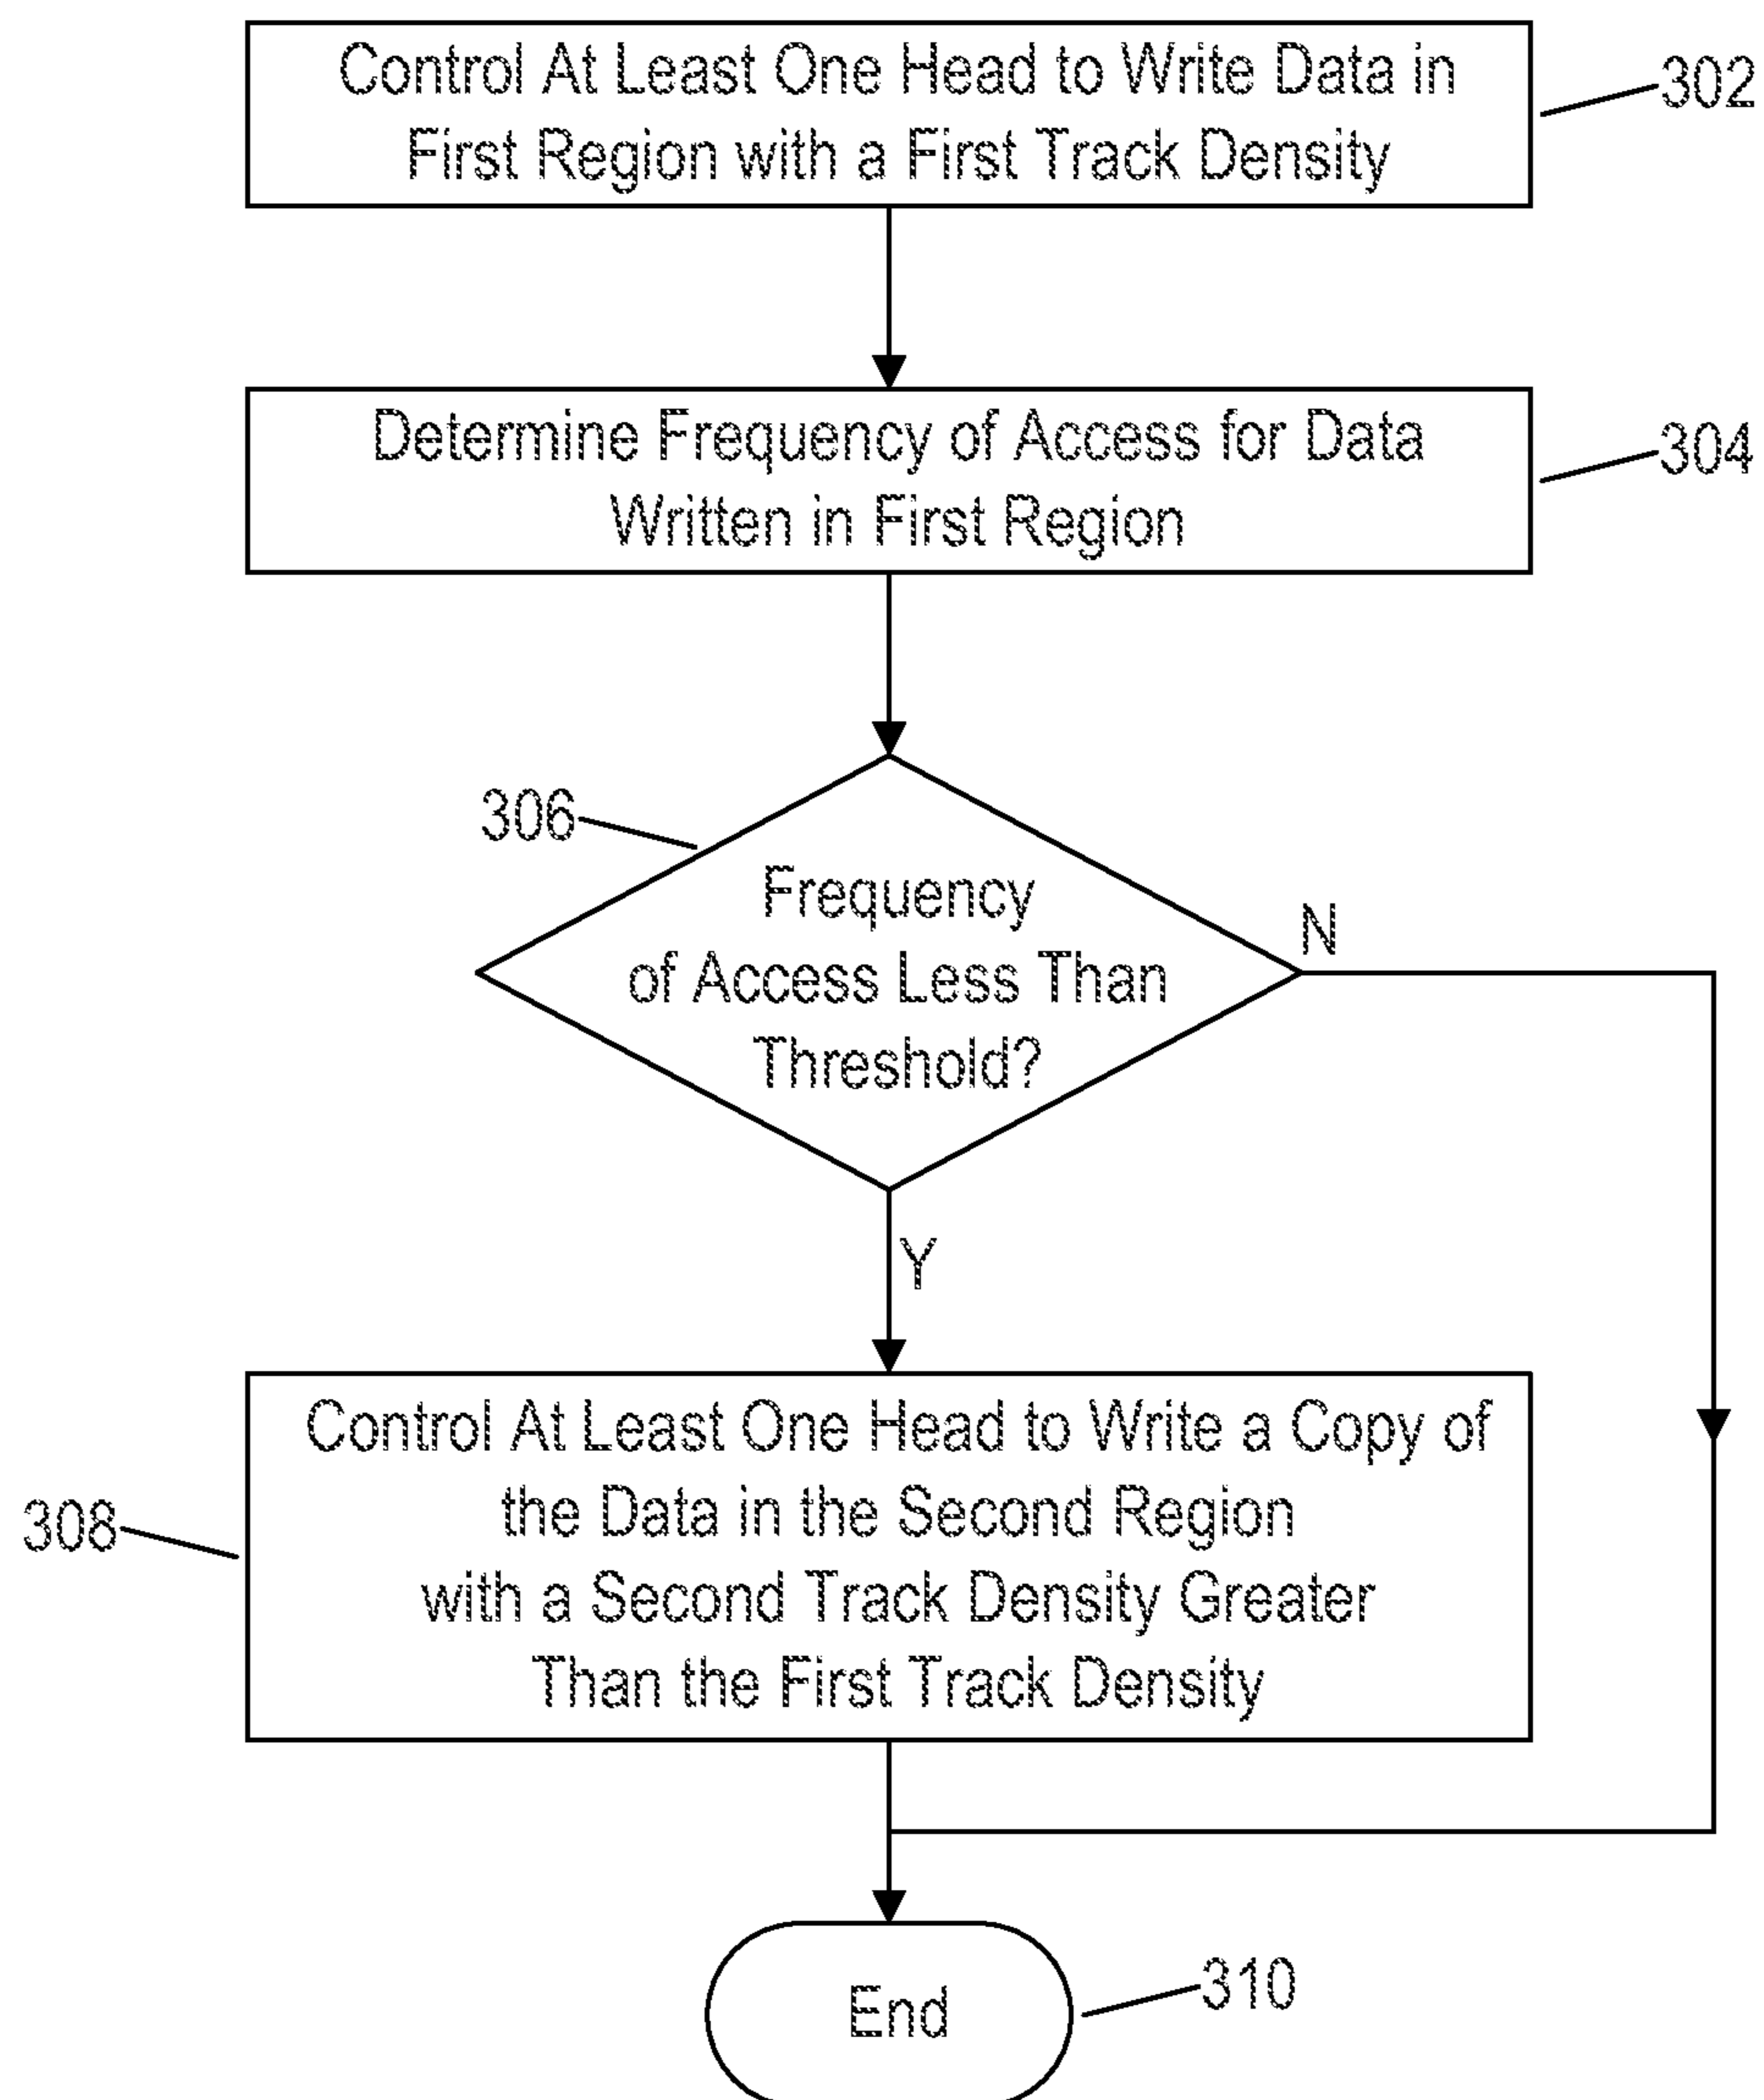 Control At Least One Head to Write Data in
First Region with a First Track Density
302
Determine Frequency of Access for Data
Written in First Region
304
306
Frequency
of Access Less Than
Threshold?
N
Y
Control At Least One Head to Write a Copy of
the Data in the Second Region
with a Second Track Density Greater
Than the First Track Density
308
End
310